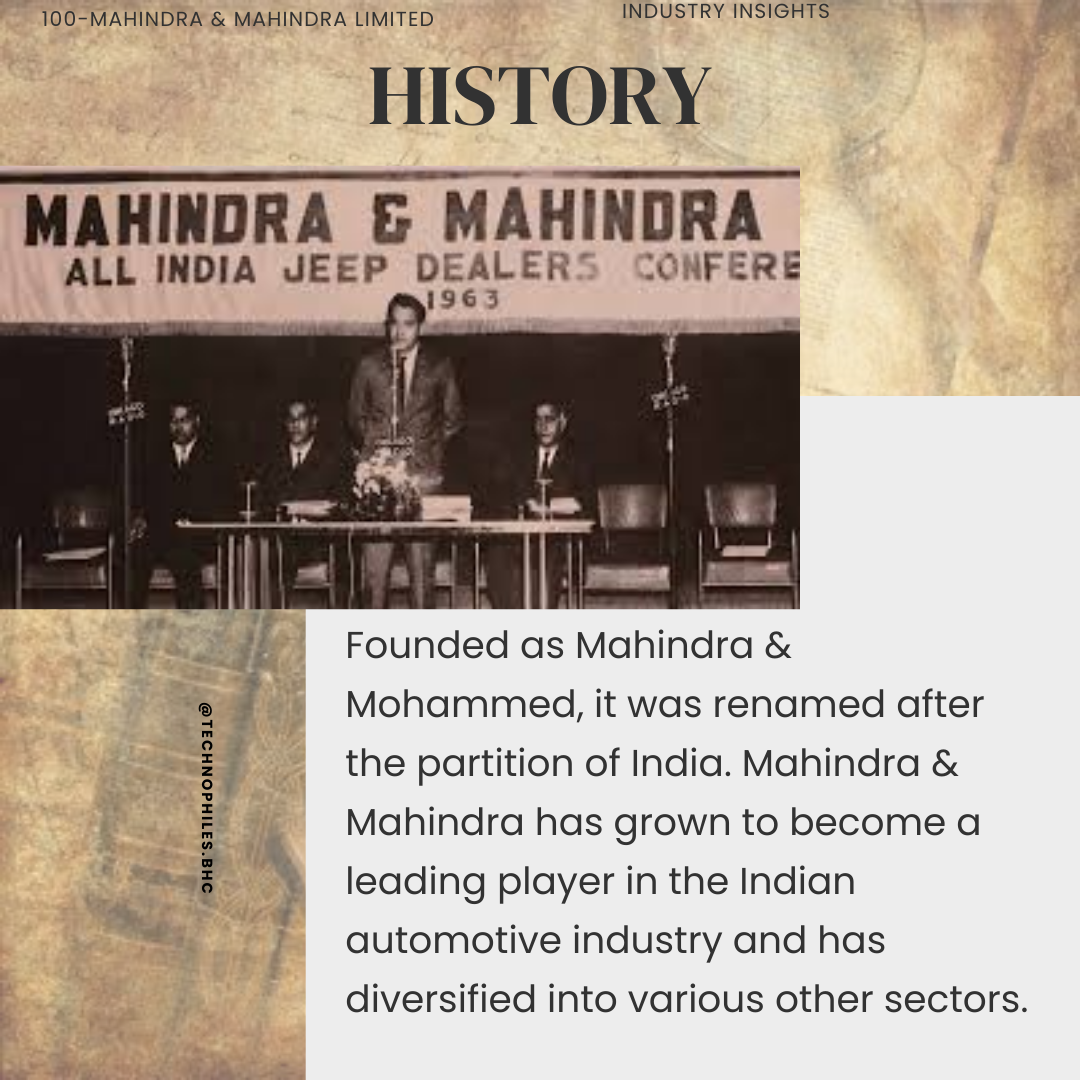 100-MAHINDRA & MAHINDRA LIMITED
INDUSTRY INSIGHTS
HISTORY
MAHINDRA & MAHINDRA
ALL INDIA JEEP DEALERS CONFERE
1963
Founded as Mahindra &
Mohammed, it was renamed after
the partition of India. Mahindra &
Mahindra has grown to become a
leading player in the Indian
automotive industry and has
diversified into various other sectors.
@TECHNOPHILES.BHC